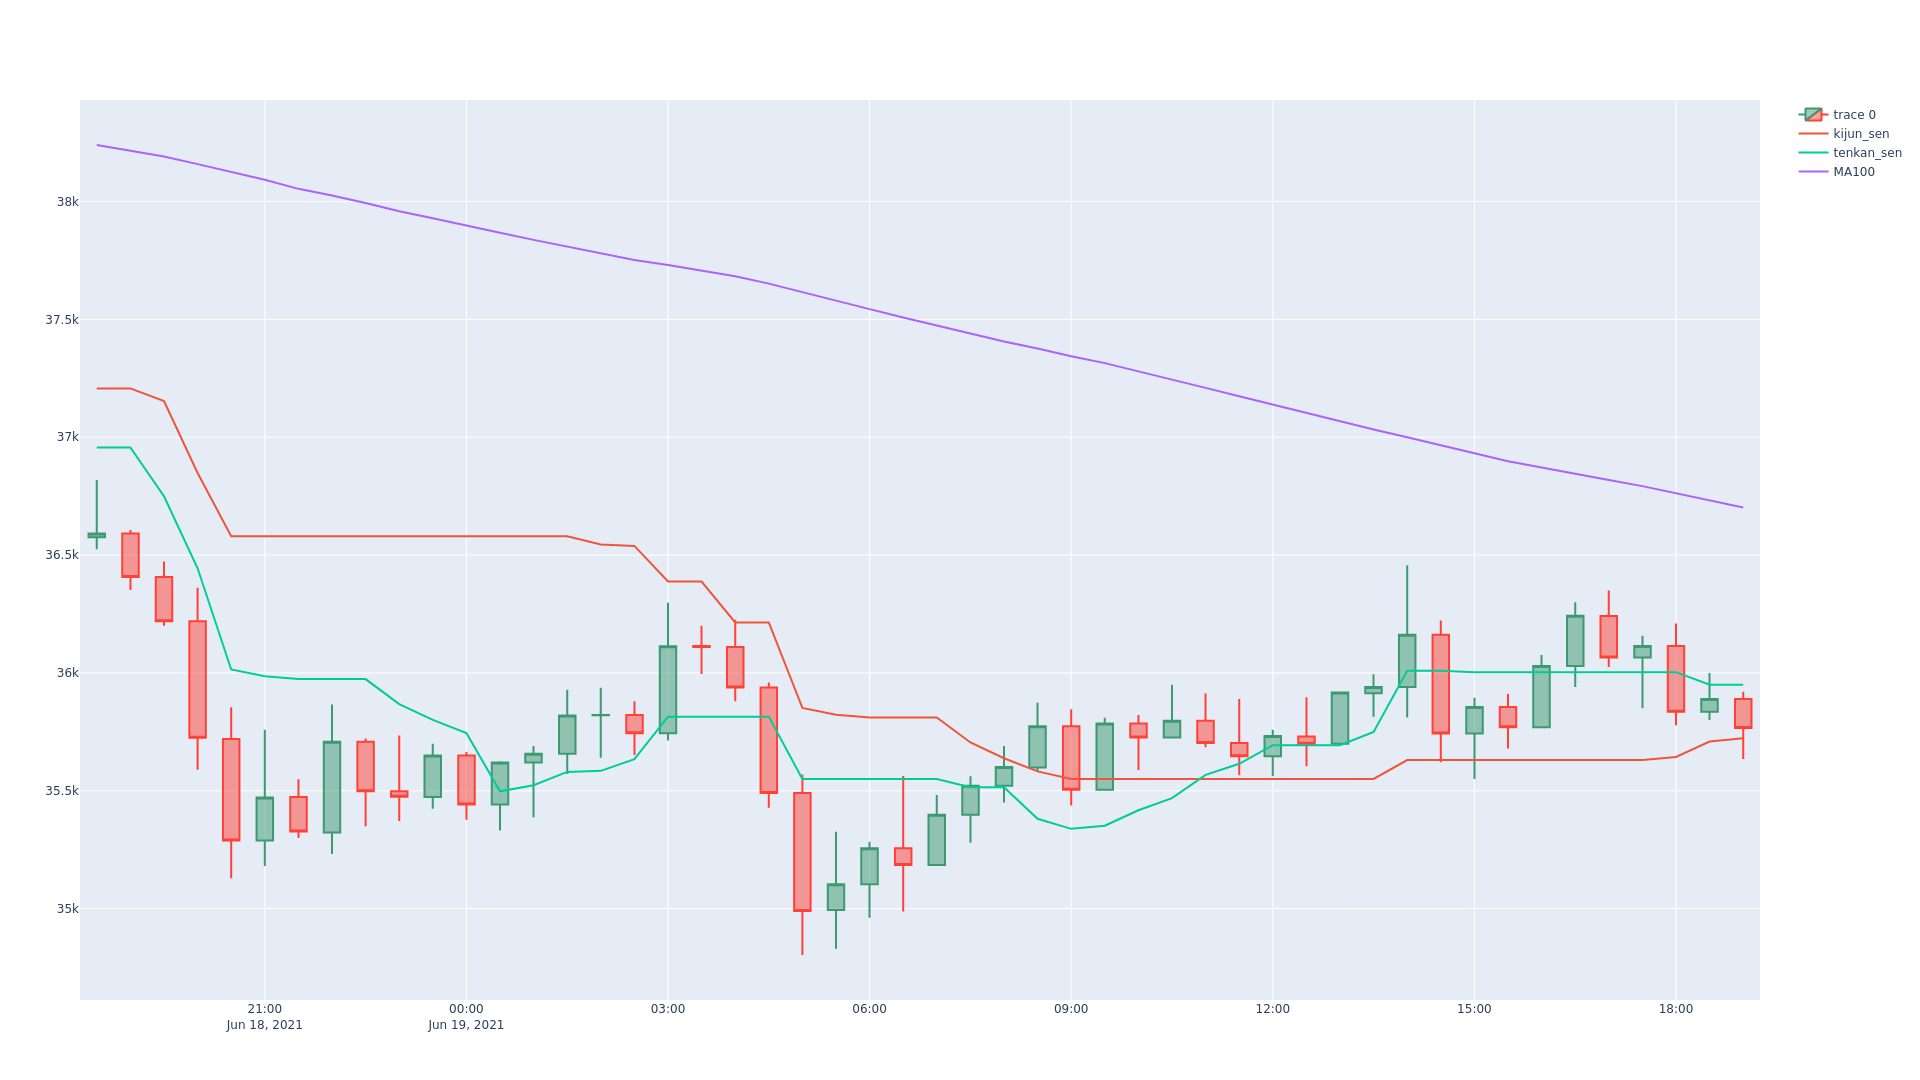 trace 0
kijun_sen
tenkan_sen
MA100
38k
37.5k
37k
36.5k
36k
35.5k
35k
21:00 00:00 03:00 06:00 09:00 12:00 15:00 18:00
Jun 18, 2021 Jun 19, 2021